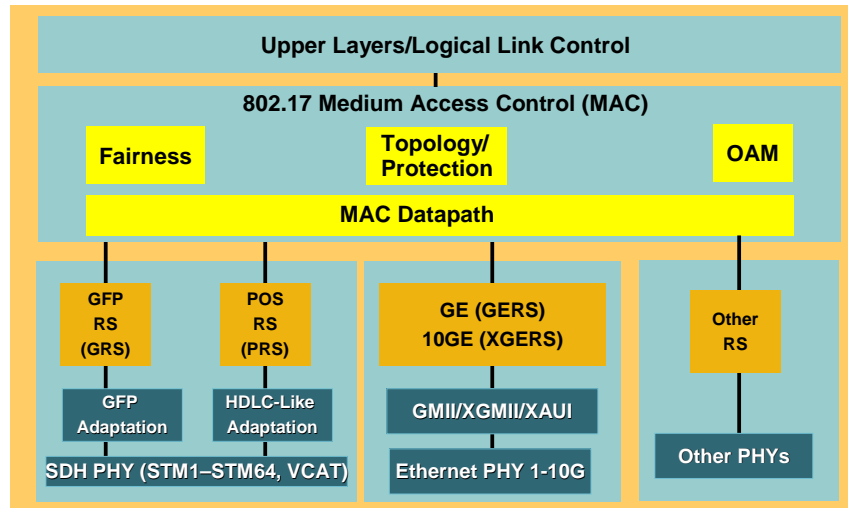 Upper Layers/Logical Link Control
802.17 Medium Access Control (MAC)
Fairness
Topology/
Protection
OAM
MAC Datapath
GFP
RS
(GRS)
POS
RS
(PRS)
GE (GERS)
10GE (XGERS)
Other
RS
GFP
Adaptation
HDLC-Like
Adaptation
GMII/XGMII/XAUI
SDH PHY (STM1–STM64, VCAT)
Ethernet PHY 1-10G
Other PHYs